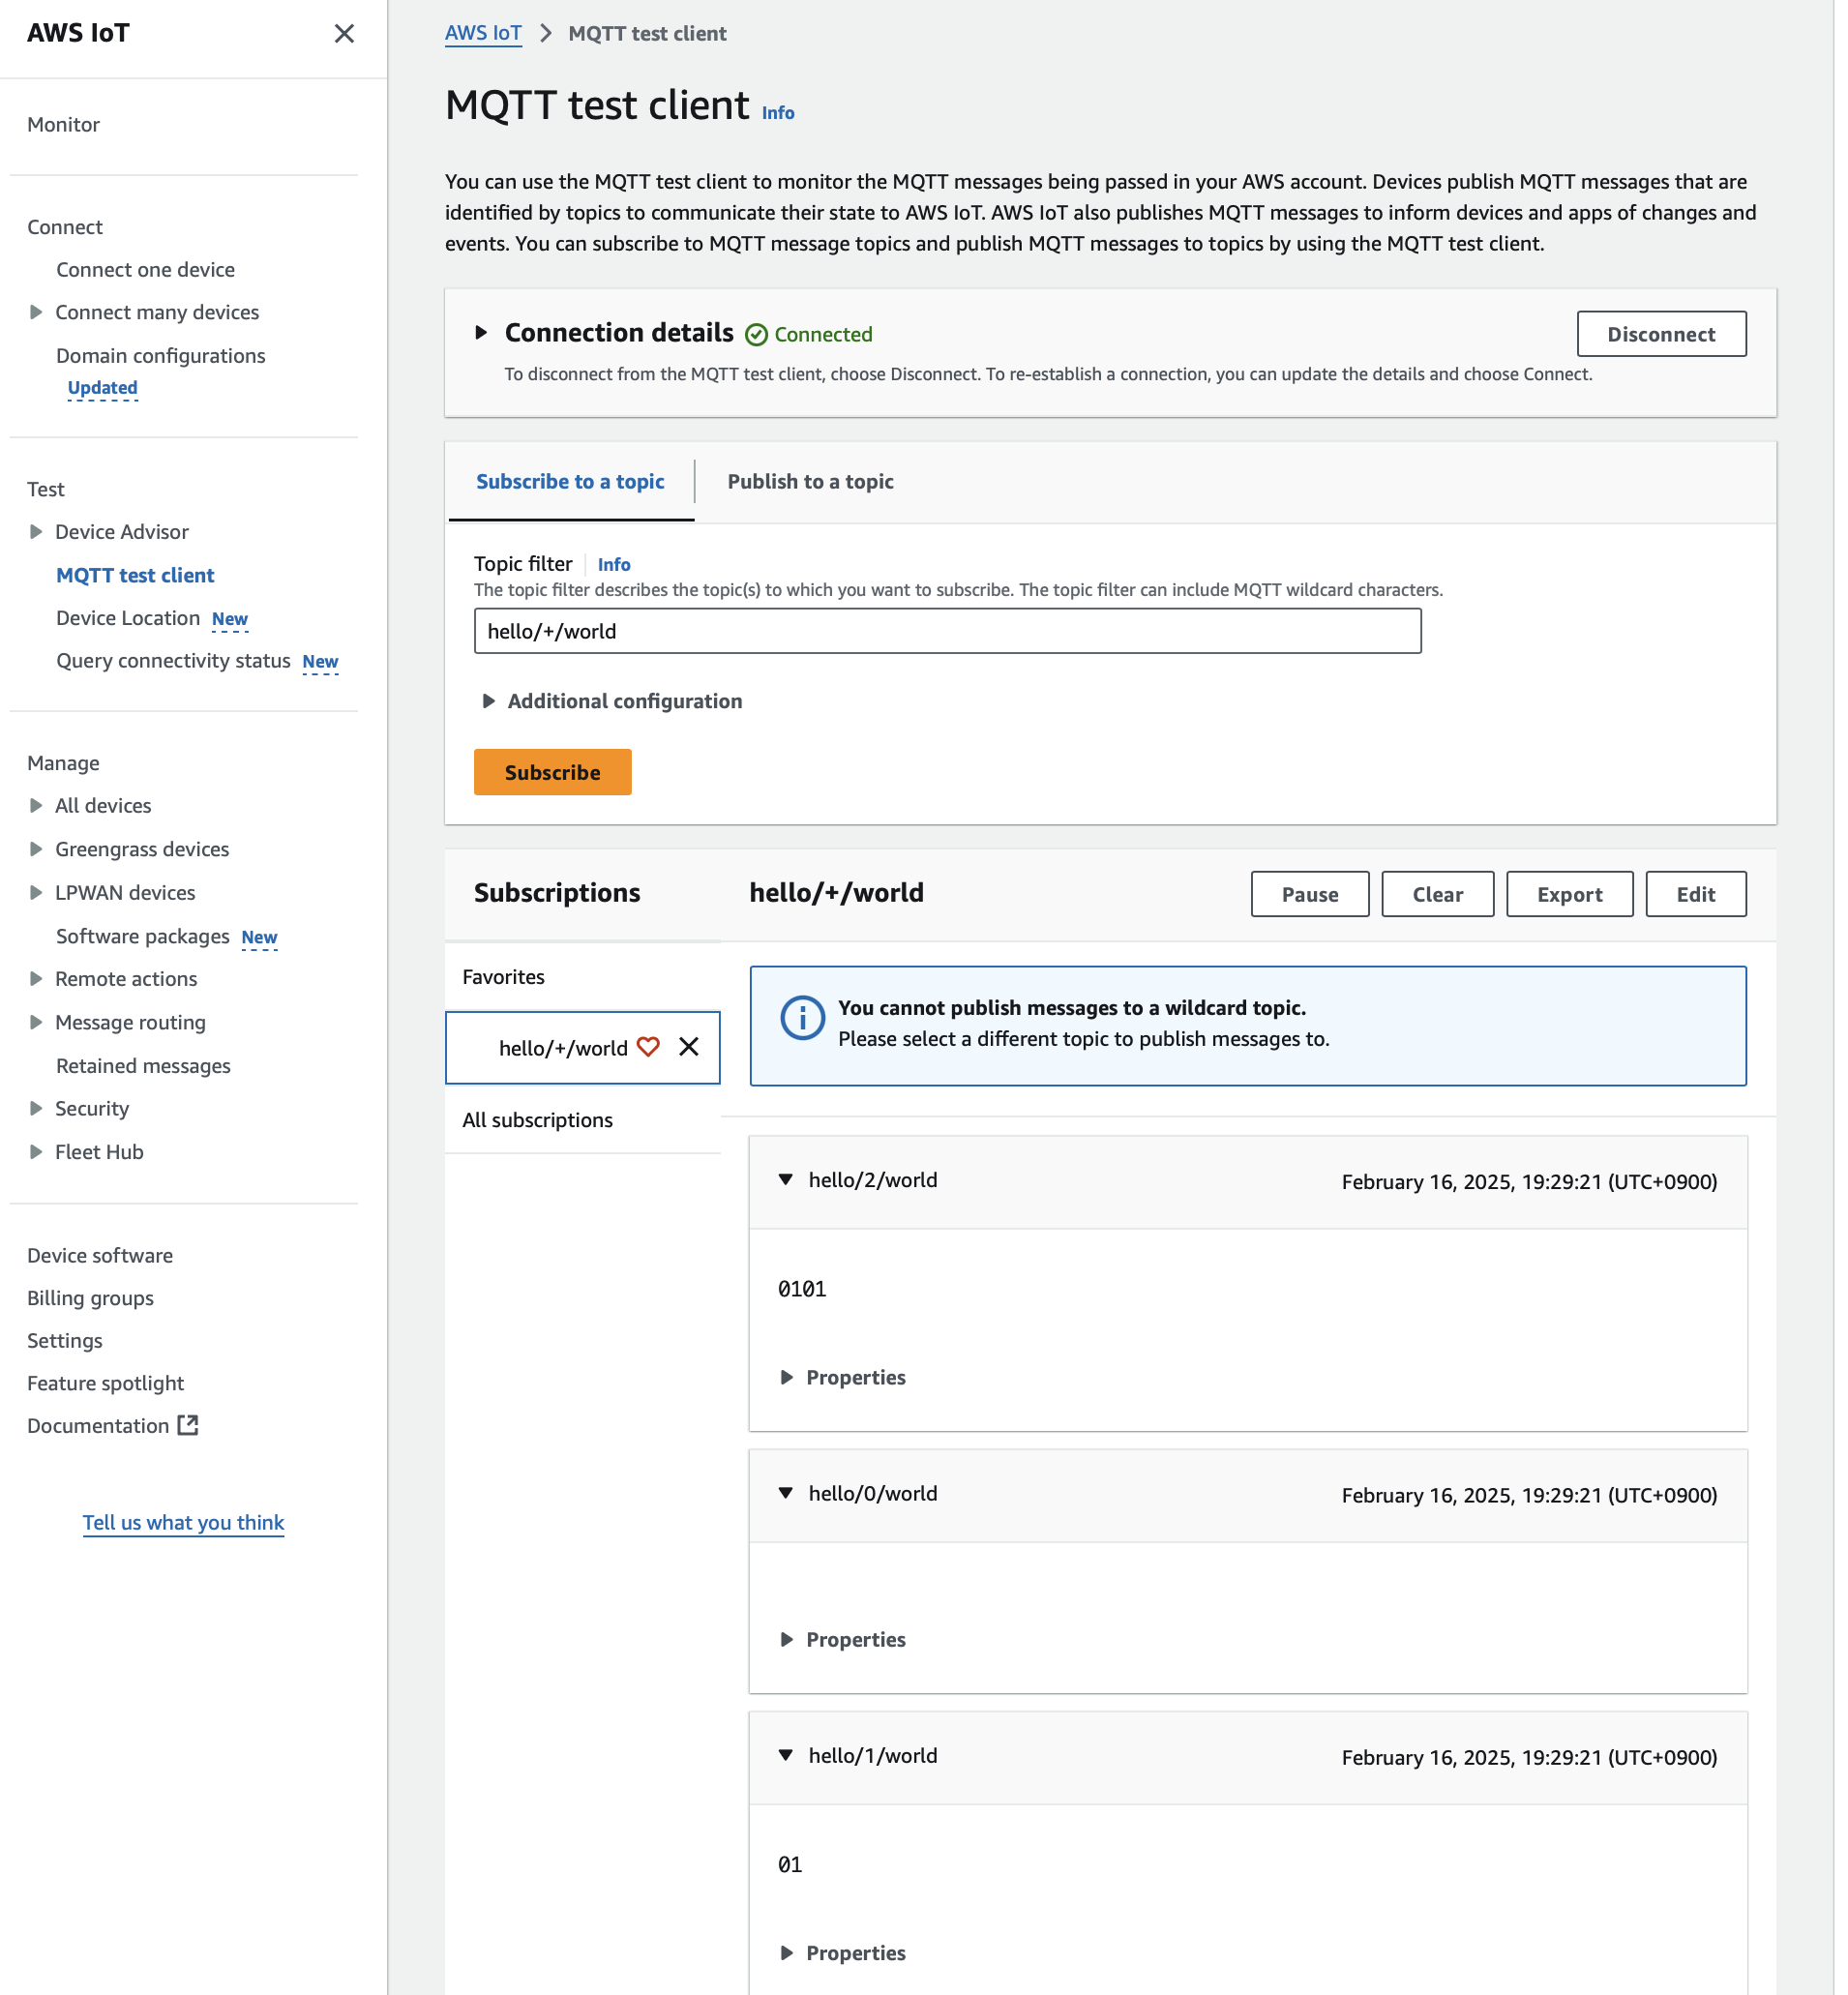 AWS IoT
Monitor
Connect
Connect one device
Connect many devices
Domain configurations
Updated
Test
Device Advisor
MQTT test client
Device Location New
Query connectivity status New
Manage
All devices
Greengrass devices
LPWAN devices
Software packages New
Remote actions
Message routing
Retained messages
Security
Fleet Hub
Device software
Billing groups
Settings
Feature spotlight
Documentation
Tell us what you think
AWS IoT > MQTT test client
MQTT test client Info
You can use the MQTT test client to monitor the MQTT messages being passed in your AWS account. Devices publish MQTT messages that are
identified by topics to communicate their state to AWS IoT. AWS IoT also publishes MQTT messages to inform devices and apps of changes and
events. You can subscribe to MQTT message topics and publish MQTT messages to topics by using the MQTT test client.
Connection details Connected
Disconnect
To disconnect from the MQTT test client, choose Disconnect. To re-establish a connection, you can update the details and choose Connect.
Subscribe to a topic
Publish to a topic
Topic filter Info
The topic filter describes the topic(s) to which you want to subscribe. The topic filter can include MQTT wildcard characters.
hello/+/world
Additional configuration
Subscribe
Subscriptions
Favorites
hello/+/world
All subscriptions
hello/+/world
Pause
Clear
Export
Edit
You cannot publish messages to a wildcard topic.
Please select a different topic to publish messages to.
hello/2/world February 16, 2025, 19:29:21 (UTC+0900)
0101
Properties
hello/0/world February 16, 2025, 19:29:21 (UTC+0900)
Properties
hello/1/world February 16, 2025, 19:29:21 (UTC+0900)
01
Properties